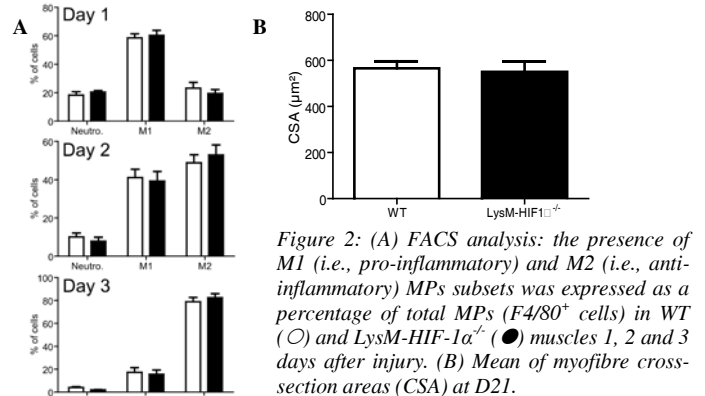 A
Day 1
% of cells
80
60
40
20
0
Neutro. M1 M2
Day 2
% of cells
60
40
20
0
Neutro. M1 M2
Day 3
% of cells
100
80
60
40
20
0
B
CSA (µm²)
800
600
400
200
0
800
600
WT LysM-HIF1□-/-
Figure 2: (A) FACS analysis: the presence of
M1 (i.e., pro-inflammatory) and M2 (i.e., anti-
inflammatory) MPs subsets was expressed as a
percentage of total MPs (F4/80+ cells) in WT
(○) and LysM-HIF-1α-/- (●) muscles 1, 2 and 3
days after injury. (B) Mean of myofibre cross-
section areas (CSA) at D21.